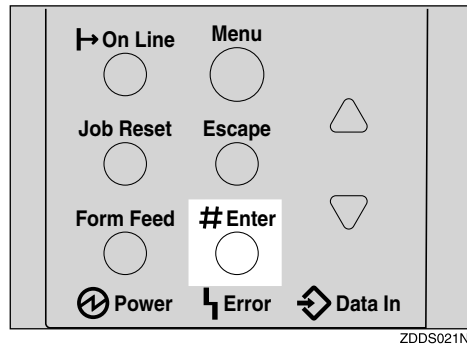 On Line Menu
Job Reset Escape
Form Feed # Enter
Power Error Data In
ZDDS021N